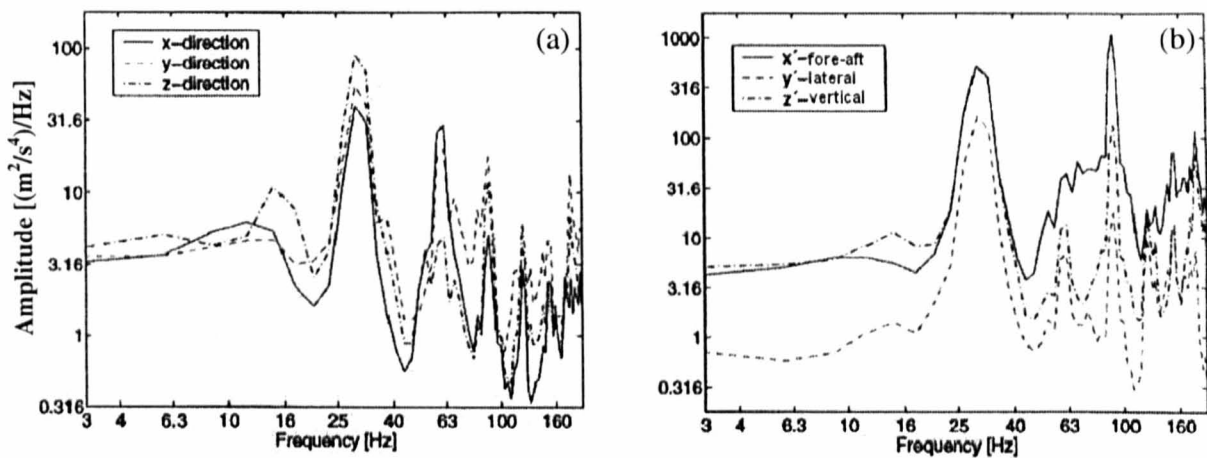 (a)
x-direction
y-direction
z-direction
100
31.6
10
3.16
1
0.316
Amplitude [(m²/s⁴)/Hz]
3 4 6.3 10 16 25 40 63 100 160
Frequency [Hz]
(b)
x´-fore-aft
y´-lateral
z´-vertical
1000
316
100
31.6
10
3.16
1
0.316
3 4 6.3 10 16 25 40 63 100 160
Frequency [Hz]